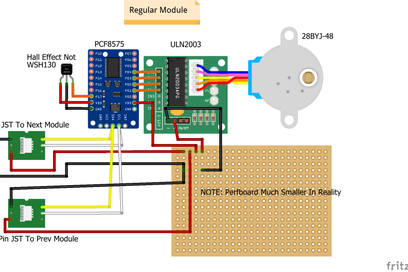 Regular Module
PCF8575
ULN2003
28BYJ-48
Hall Effect Not
WSH130
JST To Next Module
NOTE: Perfboard Much Smaller In Reality
Pin JST To Prev Module
fritz